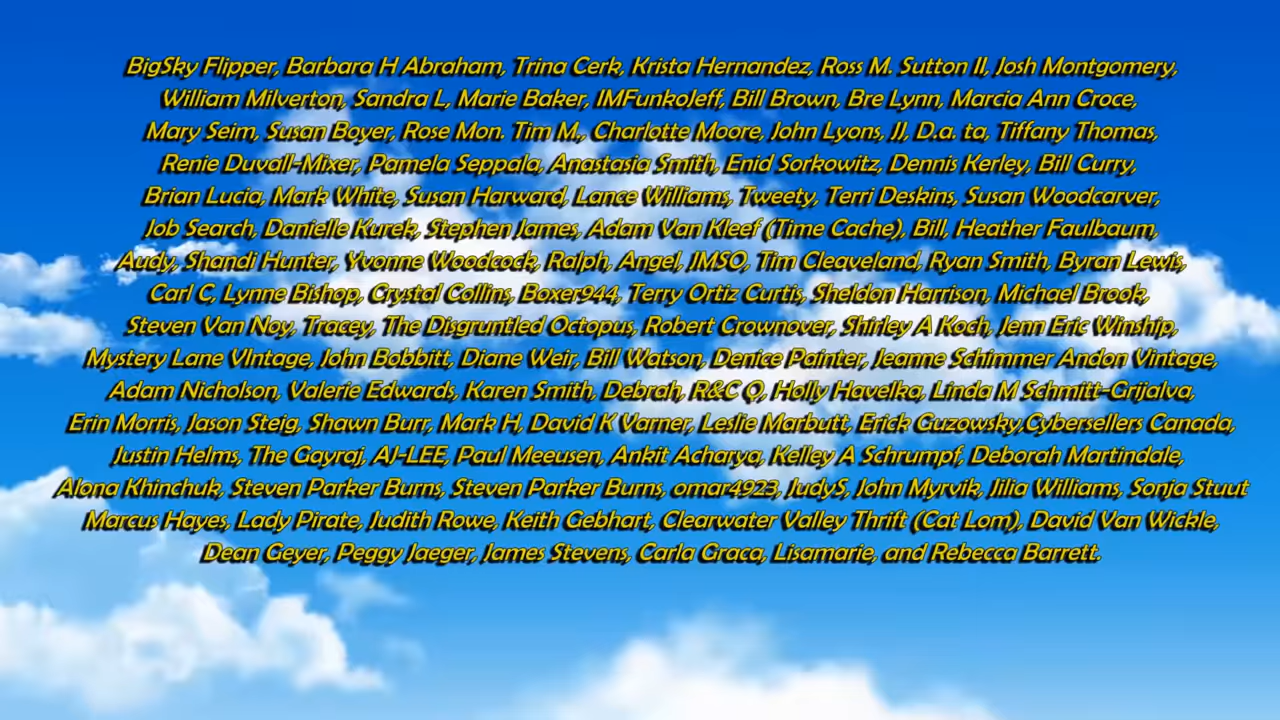 BigSky Flipper, Barbara H Abraham, Trina Cerk, Krista Hernandez, Ross M. Sutton II, Josh Montgomery,
William Milverton, Sandra L, Marie Baker, IMFunkoJeff, Bill Brown, Bre Lynn, Marcia Ann Croce,
Mary Seim, Susan Boyer, Rose Mon. Tim M., Charlotte Moore, John Lyons, JJ, D.a. ta, Tiffany Thomas,
Renie Duvall-Mixer, Pamela Seppala, Anastasia Smith, Enid Sorkowitz, Dennis Kerley, Bill Curry,
Brian Lucia, Mark White, Susan Harward, Lance Williams, Tweety, Terri Deskins, Susan Woodcarver,
Job Search, Danielle Kurek, Stephen James, Adam Van Kleef (Time Cache), Bill, Heather Faulbaum,
Audy, Shandi Hunter, Yvonne Woodcock, Ralph, Angel, JMSO, Tim Cleaveland, Ryan Smith, Byran Lewis,
Carl C, Lynne Bishop, Crystal Collins, Boxer944, Terry Ortiz Curtis, Sheldon Harrison, Michael Brook,
Steven Van Noy, Tracey, The Disgruntled Octopus, Robert Crownover, Shirley A Koch, Jenn Eric Winship,
Mystery Lane VIntage, John Bobbitt, Diane Weir, Bill Watson, Denice Painter, Jeanne Schimmer Andon Vintage,
Adam Nicholson, Valerie Edwards, Karen Smith, Debrah, R&C Q, Holly Havelka, Linda M Schmitt-Grijalva,
Erin Morris, Jason Steig, Shawn Burr, Mark H, David K Varner, Leslie Marbutt, Erick Guzowsky,Cybersellers Canada,
Justin Helms, The Gayraj, AJ-LEE, Paul Meeusen, Ankit Acharya, Kelley A Schrumpf, Deborah Martindale,
Alona Khinchuk, Steven Parker Burns, Steven Parker Burns, omar4923, JudyS, John Myrvik, Jilia Williams, Sonja Stuut
Marcus Hayes, Lady Pirate, Judith Rowe, Keith Gebhart, Clearwater Valley Thrift (Cat Lom), David Van Wickle,
Dean Geyer, Peggy Jaeger, James Stevens, Carla Graca, Lisamarie, and Rebecca Barrett.